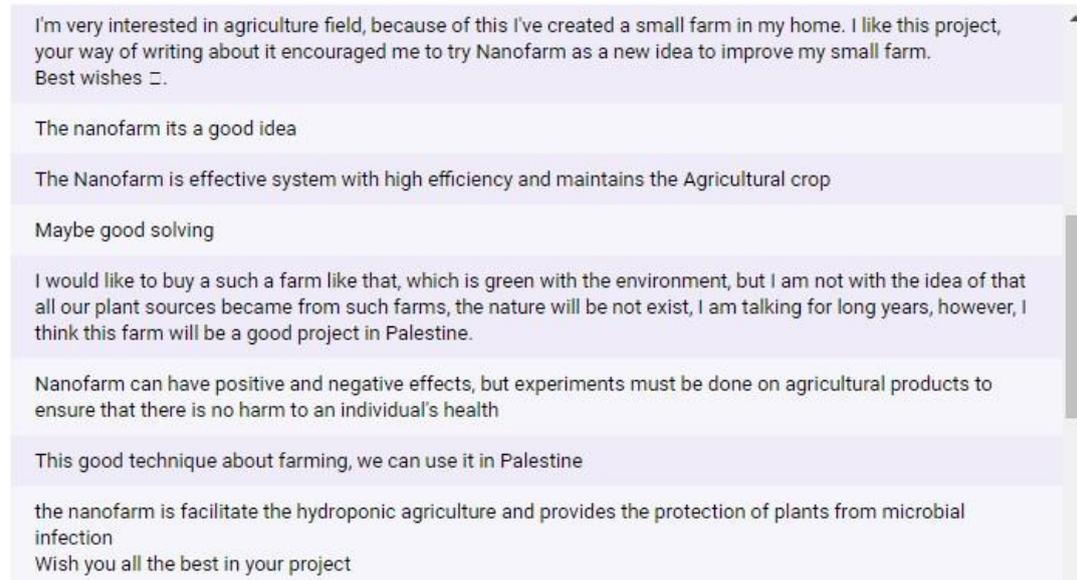 I'm very interested in agriculture field, because of this I've created a small farm in my home. I like this project,
your way of writing about it encouraged me to try Nanofarm as a new idea to improve my small farm.
Best wishes □.
The nanofarm its a good idea
The Nanofarm is effective system with high efficiency and maintains the Agricultural crop
Maybe good solving
I would like to buy a such a farm like that, which is green with the environment, but I am not with the idea of that
all our plant sources became from such farms, the nature will be not exist, I am talking for long years, however, I
think this farm will be a good project in Palestine.
Nanofarm can have positive and negative effects, but experiments must be done on agricultural products to
ensure that there is no harm to an individual's health
This good technique about farming, we can use it in Palestine
the nanofarm is facilitate the hydroponic agriculture and provides the protection of plants from microbial
infection
Wish you all the best in your project